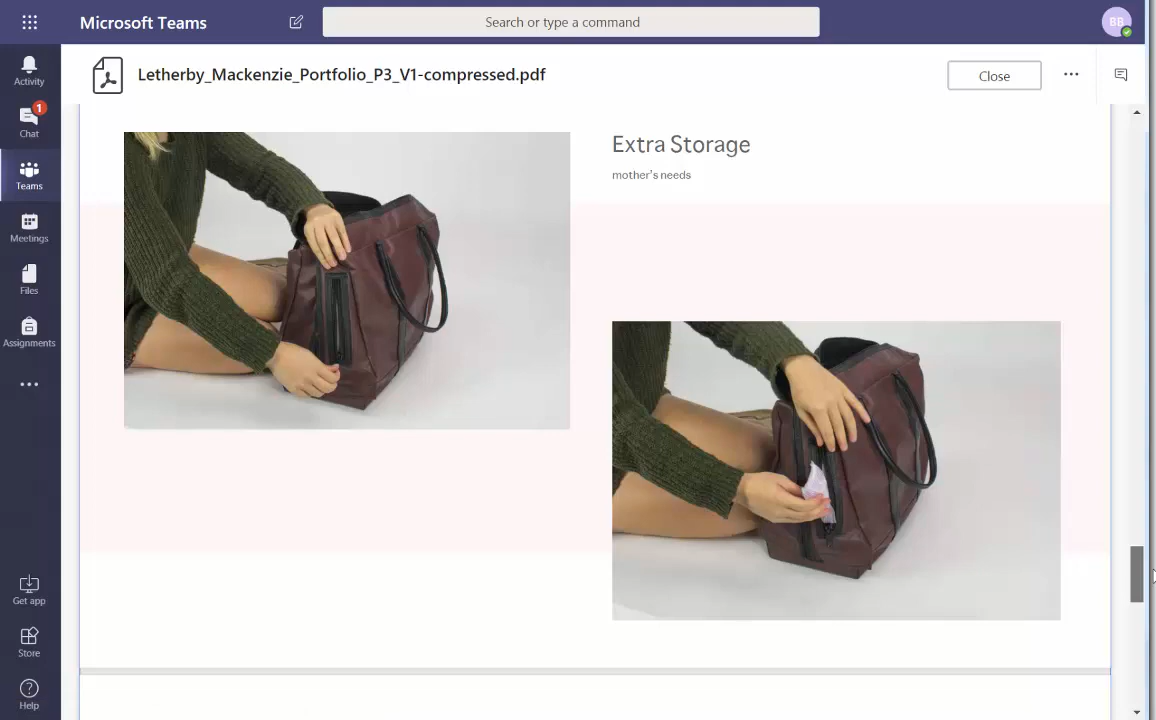 Microsoft Teams
Search or type a command
BB
Activity
Letherby_Mackenzie_Portfolio_P3_V1-compressed.pdf
Close
1
Chat
Extra Storage
mother's needs
Teams
Meetings
Files
Assignments
Get app
Store
Help